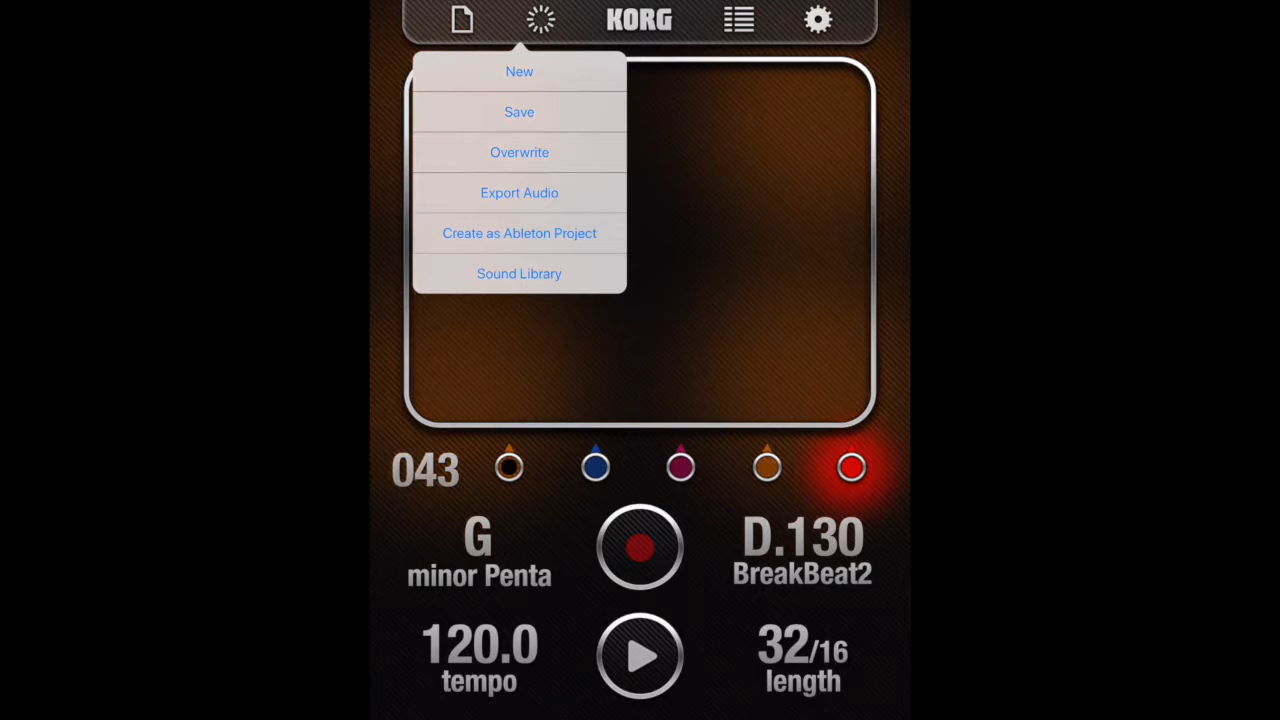 KORG
New
Save
Overwrite
Export Audio
Create as Ableton Project
Sound Library
043
G
minor Penta
D.130
BreakBeat2
120.0
tempo
32/16
length